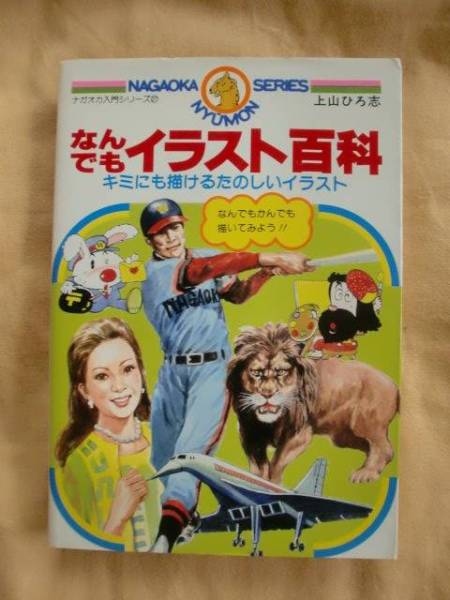 NAGAOKA SERIES
NYUMON
ナガオカ入門シリーズ
上山ひろ志
なんでもイラスト百科
キミにも描けるたのしいイラスト
なんでもかんでも
描いてみよう!!
NAGAOK